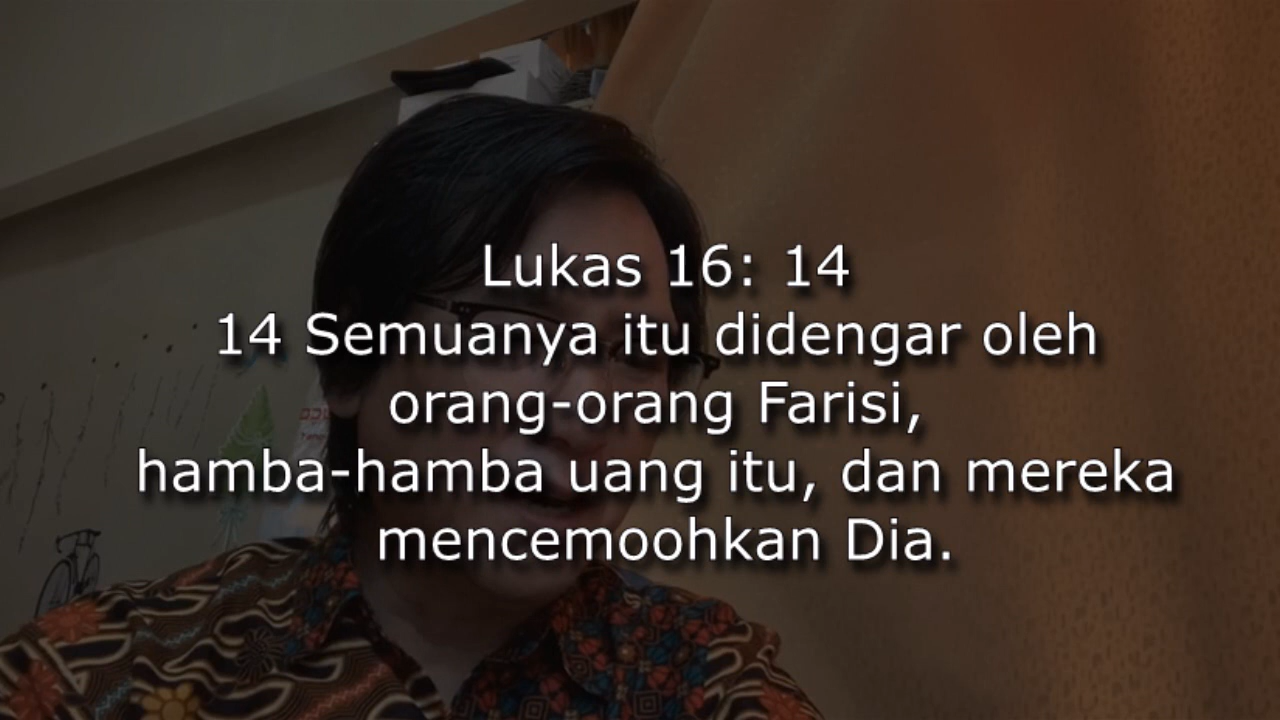 Lukas 16: 14
14 Semuanya itu didengar oleh
orang-orang Farisi,
hamba-hamba uang itu, dan mereka
mencemoohkan Dia.